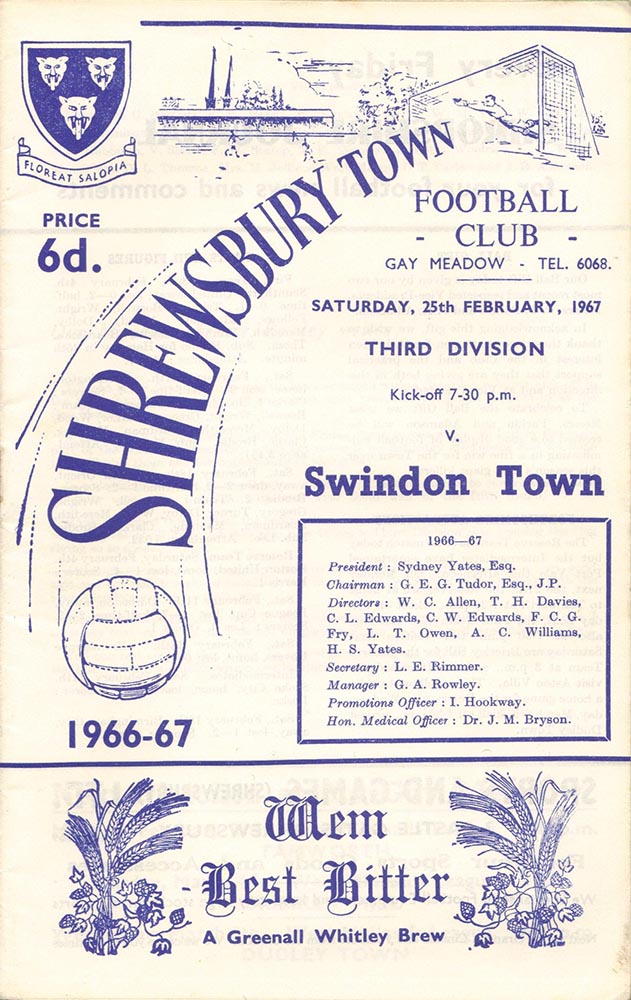 FLOREAT SALOPIA
PRICE
6d.
SHREWSBURY TOWN
FOOTBALL
- CLUB -
GAY MEADOW - TEL. 6068.
SATURDAY, 25th FEBRUARY, 1967
THIRD DIVISION
Kick-off 7-30 p.m.
V.
Swindon Town
1966—67
President : Sydney Yates, Esq.
Chairman : G. E. G. Tudor, Esq., J.P.
Directors : W. C. Allen, T. H. Davies,
C. L. Edwards, C. W. Edwards, F. C. G.
Fry, L. T. Owen, A. C. Williams,
H. S. Yates.
Secretary : L. E. Rimmer.
Manager : G. A. Rowley.
Promotions Officer : I. Hookway.
Hon. Medical Officer : Dr. J. M. Bryson.
1966-67
Wem
Best Bitter
A Greenall Whitley Brew